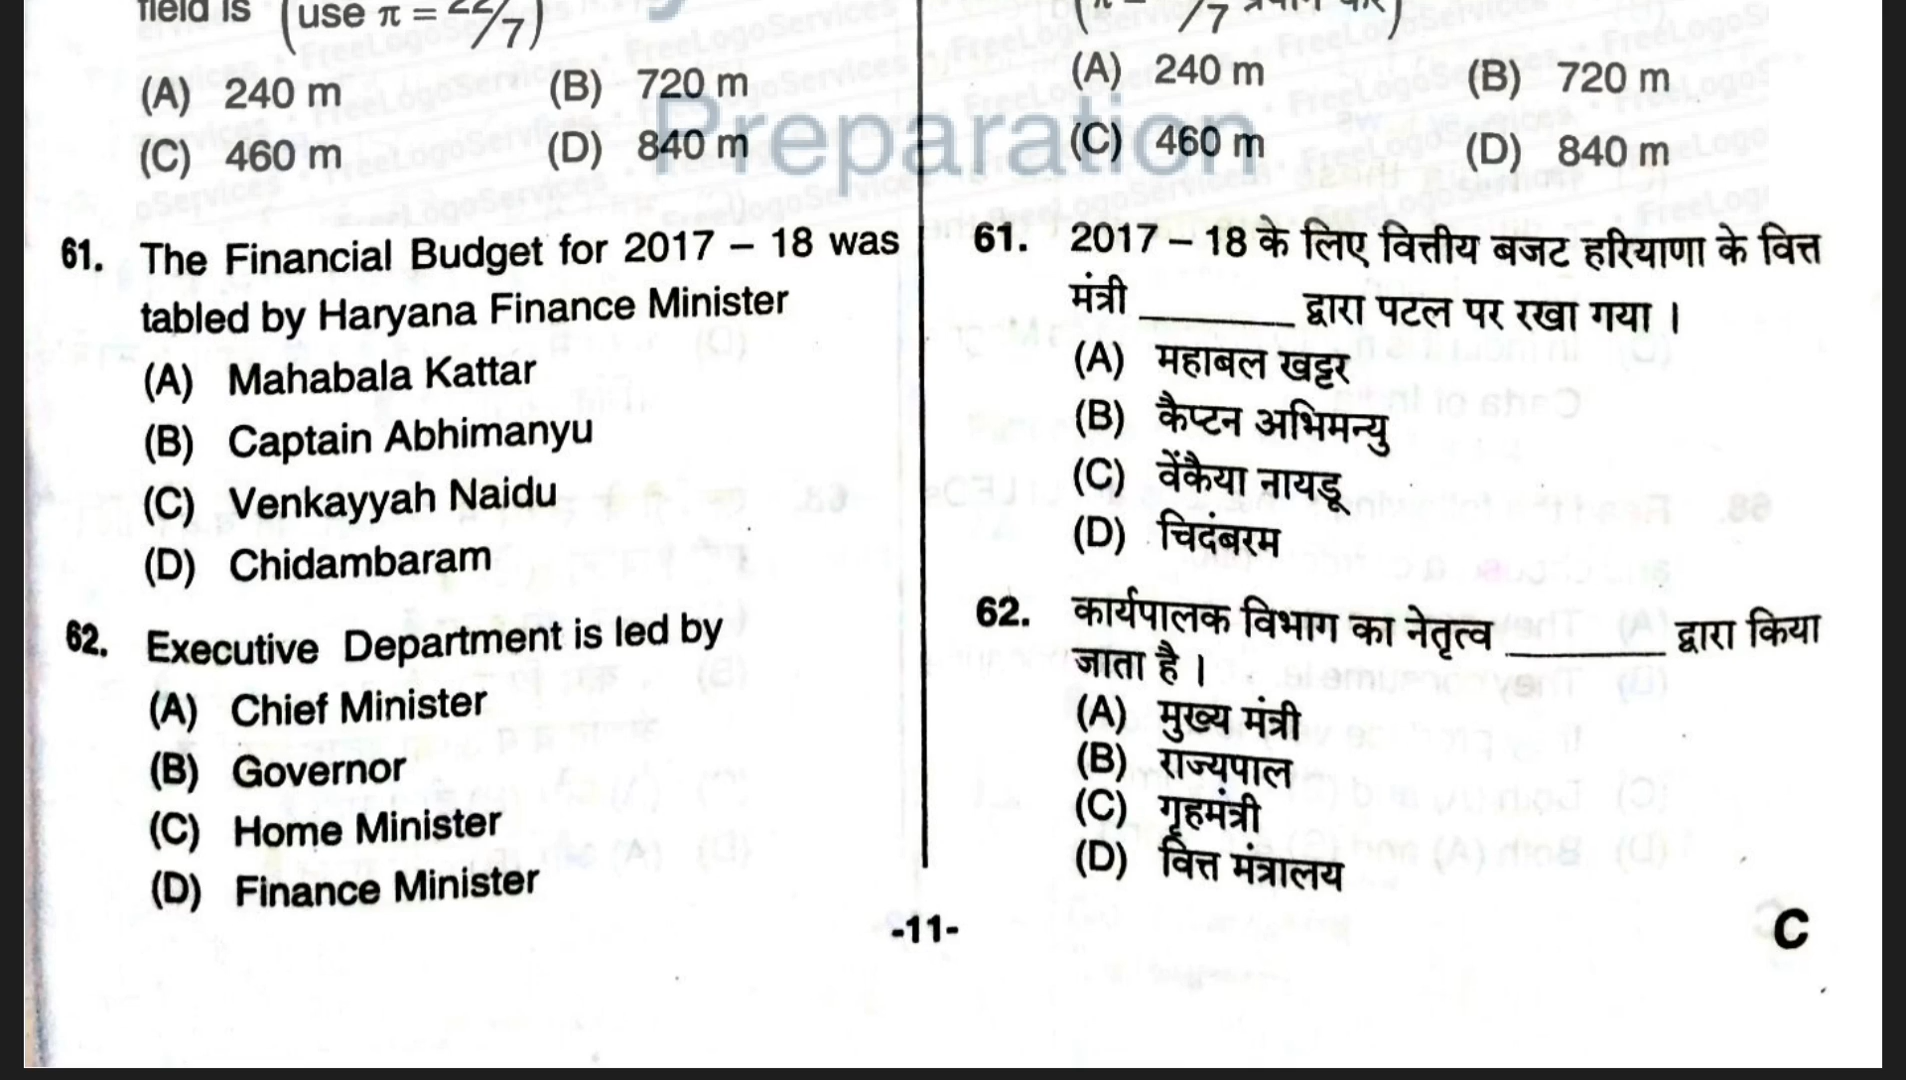 field is (use π = 22/7)
(A) 240 m (B) 720 m
(C) 460 m (D) 840 m
61. The Financial Budget for 2017 – 18 was
tabled by Haryana Finance Minister
(A) Mahabala Kattar
(B) Captain Abhimanyu
(C) Venkayyah Naidu
(D) Chidambaram
62. Executive Department is led by
(A) Chief Minister
(B) Governor
(C) Home Minister
(D) Finance Minister
(A) 240 m (B) 720 m
(C) 460 m (D) 840 m
61. 2017 – 18 के लिए वित्तीय बजट हरियाणा के वित्त
मंत्री ________ द्वारा पटल पर रखा गया ।
(A) महाबल खट्टर
(B) कैप्टन अभिमन्यु
(C) वेंकैया नायडू
(D) चिदंबरम
62. कार्यपालक विभाग का नेतृत्व ________ द्वारा किया
जाता है ।
(A) मुख्य मंत्री
(B) राज्यपाल
(C) गृहमंत्री
(D) वित्त मंत्रालय
-11-
C
Preparation